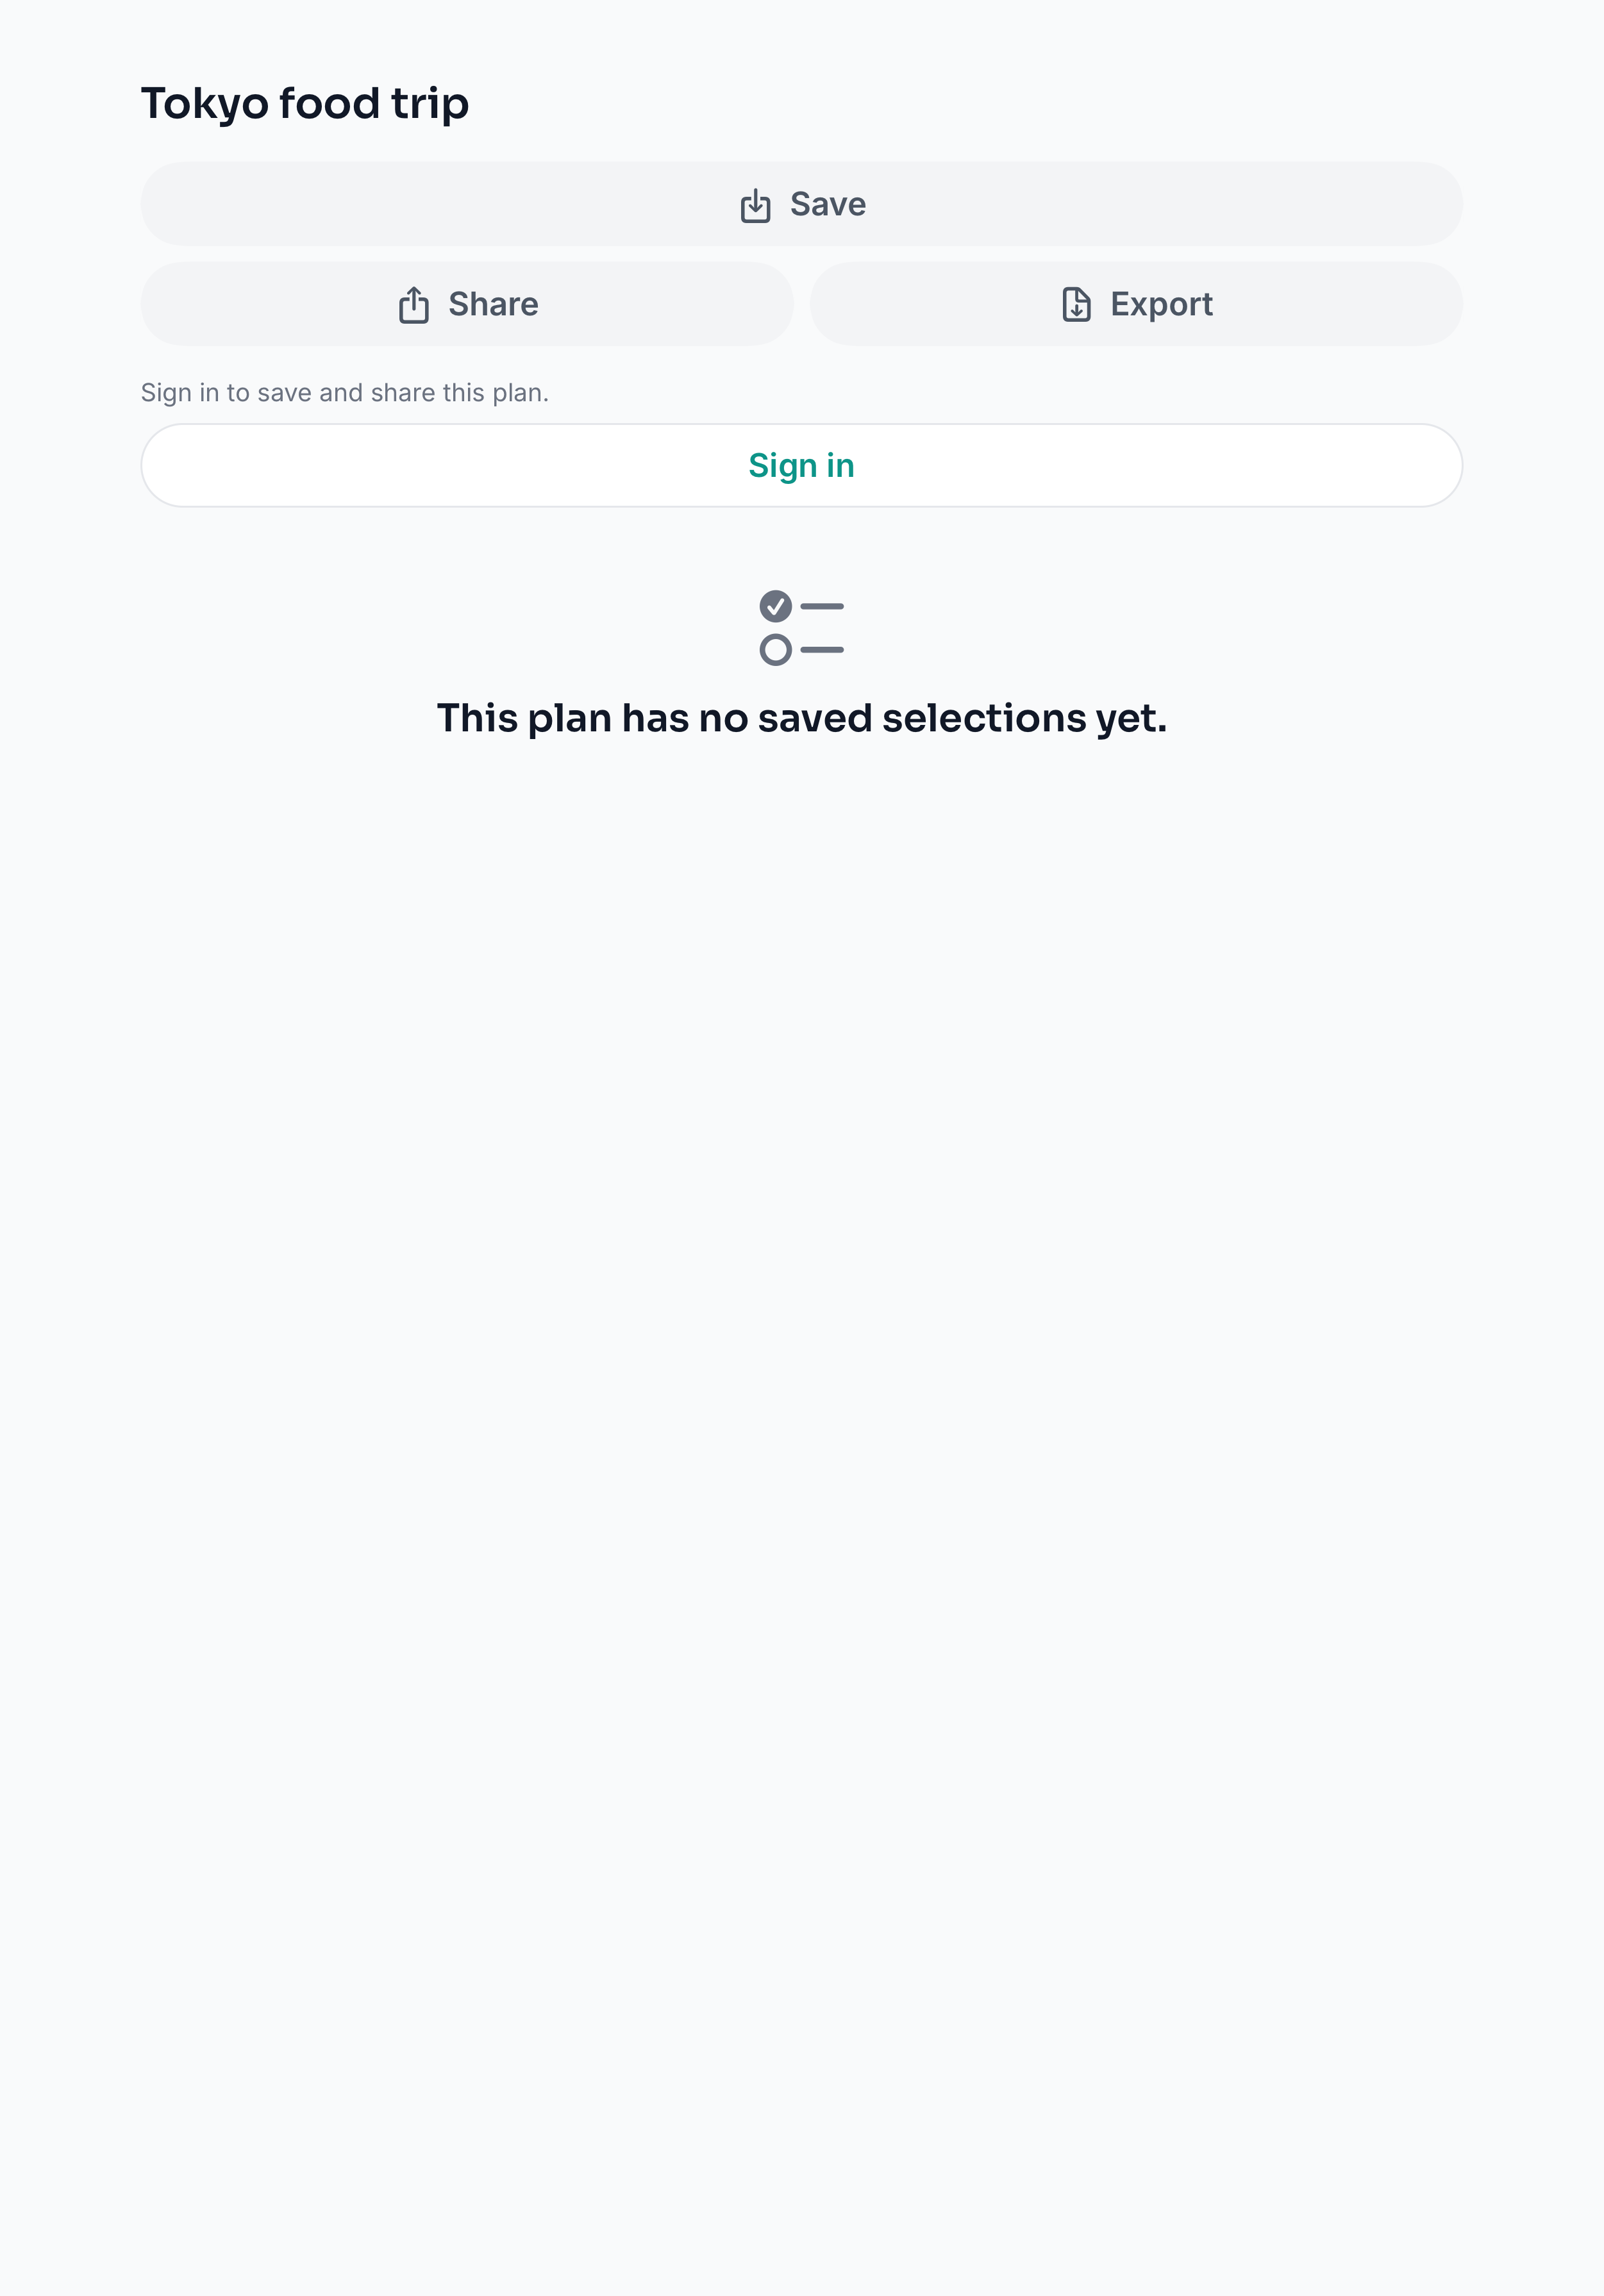 Tokyo food trip
Save
Share
Export
Sign in to save and share this plan.
Sign in
This plan has no saved selections yet.